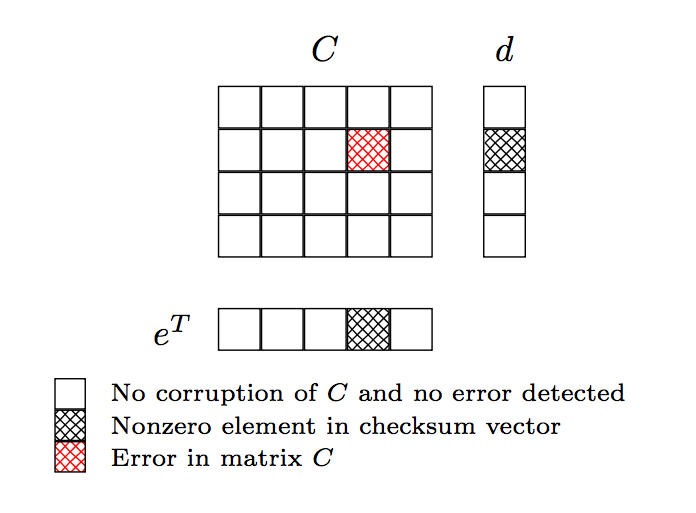 C d
e^T
No corruption of C and no error detected
Nonzero element in checksum vector
Error in matrix C